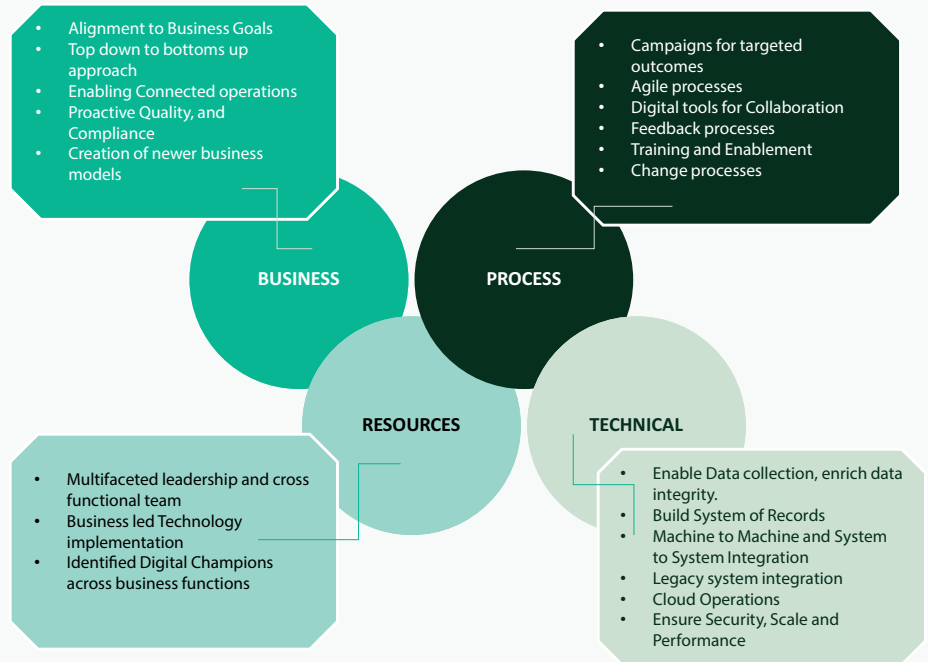 • Alignment to Business Goals
• Top down to bottoms up
approach
• Enabling Connected operations
• Proactive Quality, and
Compliance
• Creation of newer business
models
• Campaigns for targeted
outcomes
• Agile processes
• Digital tools for Collaboration
• Feedback processes
• Training and Enablement
• Change processes
BUSINESS
PROCESS
RESOURCES
TECHNICAL
• Multifaceted leadership and cross
functional team
• Business led Technology
implementation
• Identified Digital Champions
across business functions
• Enable Data collection, enrich data
integrity.
• Build System of Records
• Machine to Machine and System
to System Integration
• Legacy system integration
• Cloud Operations
• Ensure Security, Scale and
Performance